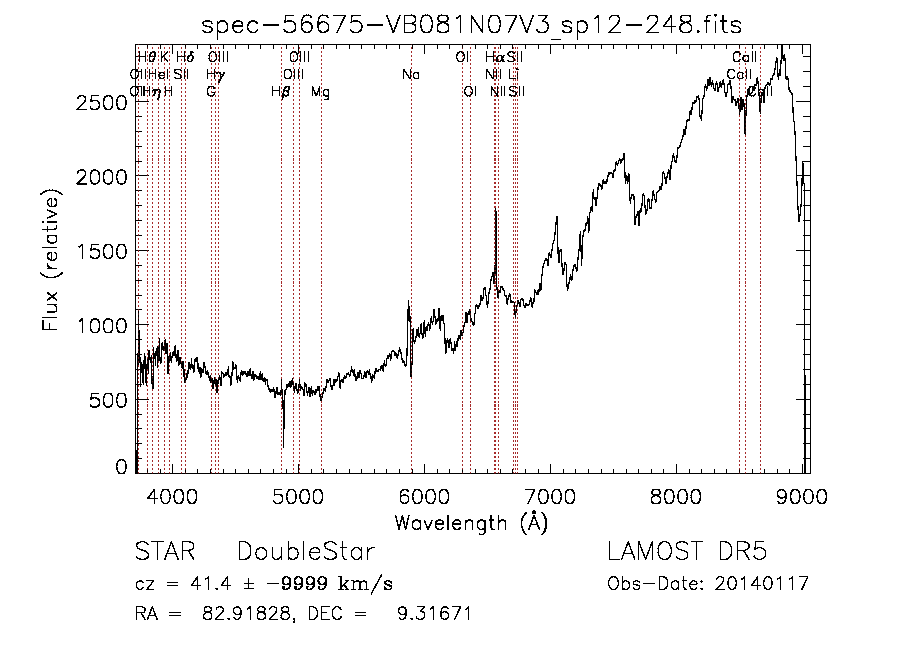 spec-56675-VB081N07V3_sp12-248.fits
Hθ K Hδ OIII OIII OI Hα SII CaII
OII HeI SII Hγ OIII Na NII Li CaII
OII Hη H G Hβ Mg OI NII SII CaII
2500
2000
1500
1000
500
0
Flux (relative)
4000 5000 6000 7000 8000 9000
Wavelength (Å)
STAR DoubleStar LAMOST DR5
cz = 41.4 ± -9999 km/s Obs-Date: 20140117
RA = 82.91828, DEC = 9.31671